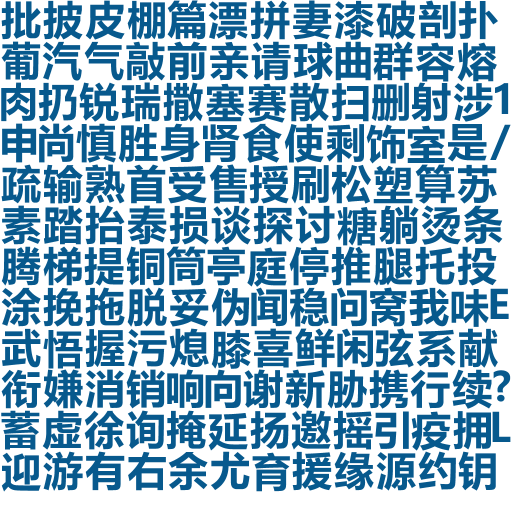 批披皮棚篇漂拼妻漆破剖扑
葡汽气敲前亲请球曲群容熔
肉扔锐瑞撒塞赛散扫删射涉1
申尚慎胜身肾食使剩饰室是/
疏输熟首受售授刷松塑算苏
素踏抬泰损谈探讨糖躺烫条
腾梯提铜筒亭庭停推腿托投
涂挽拖脱妥伪闻稳问窝我味E
武悟握污熄膝喜鲜闲弦系献
衔嫌消销响向谢新胁携行续?
蓄虚徐询掩延扬邀摇引疫拥L
迎游有右余尤育援缘源约钥